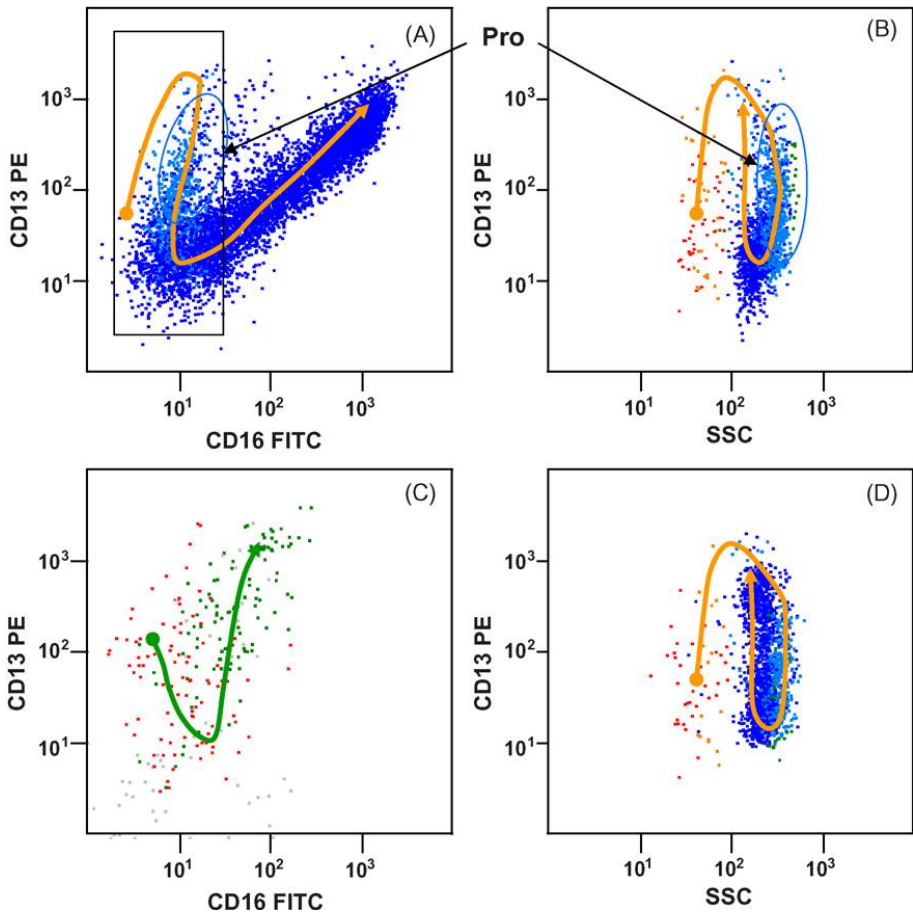 (A)
Pro
(B)
10³
10²
10¹
CD13 PE
10¹
10²
10³
CD16 FITC
10³
10²
10¹
CD13 PE
10¹
10²
10³
SSC
(C)
10³
10²
10¹
CD13 PE
10¹
10²
10³
CD16 FITC
(D)
10³
10²
10¹
CD13 PE
10¹
10²
10³
SSC